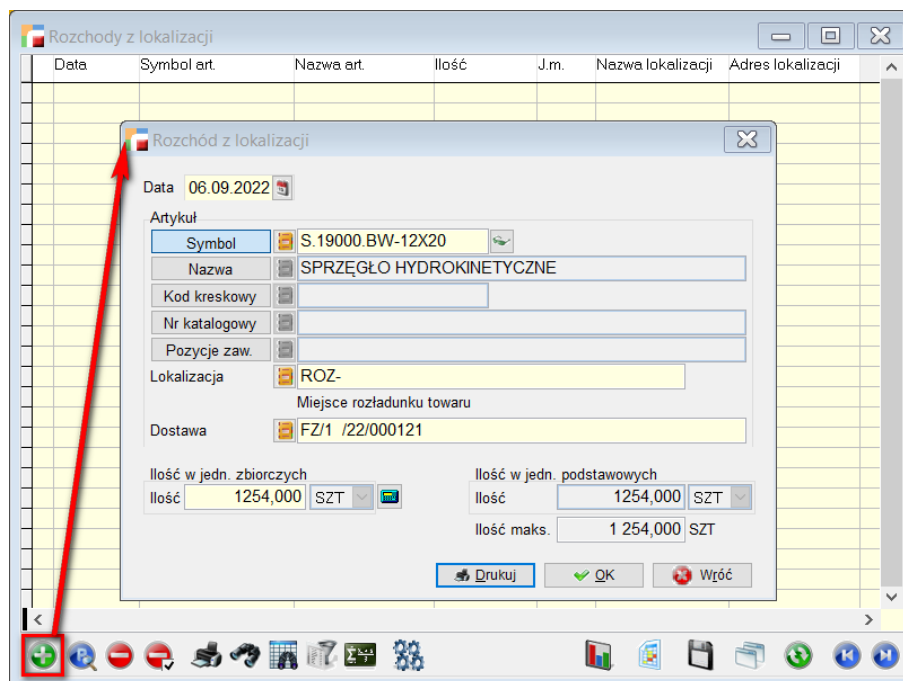 Rozchody z lokalizacji
Data Symbol art. Nazwa art. Ilość J.m. Nazwa lokalizacji Adres lokalizacji
Rozchód z lokalizacji
Data 06.09.2022
Artykuł
Symbol S.19000.BW-12X20
Nazwa SPRZĘGŁO HYDROKINETYCZNE
Kod kreskowy
Nr katalogowy
Pozycje zaw.
Lokalizacja ROZ-
Miejsce rozładunku towaru
Dostawa FZ/1 /22/000121
Ilość w jedn. zbiorczych Ilość w jedn. podstawowych
Ilość 1254,000 SZT Ilość 1254,000 SZT
Ilość maks. 1 254,000 SZT
Drukuj OK Wróć